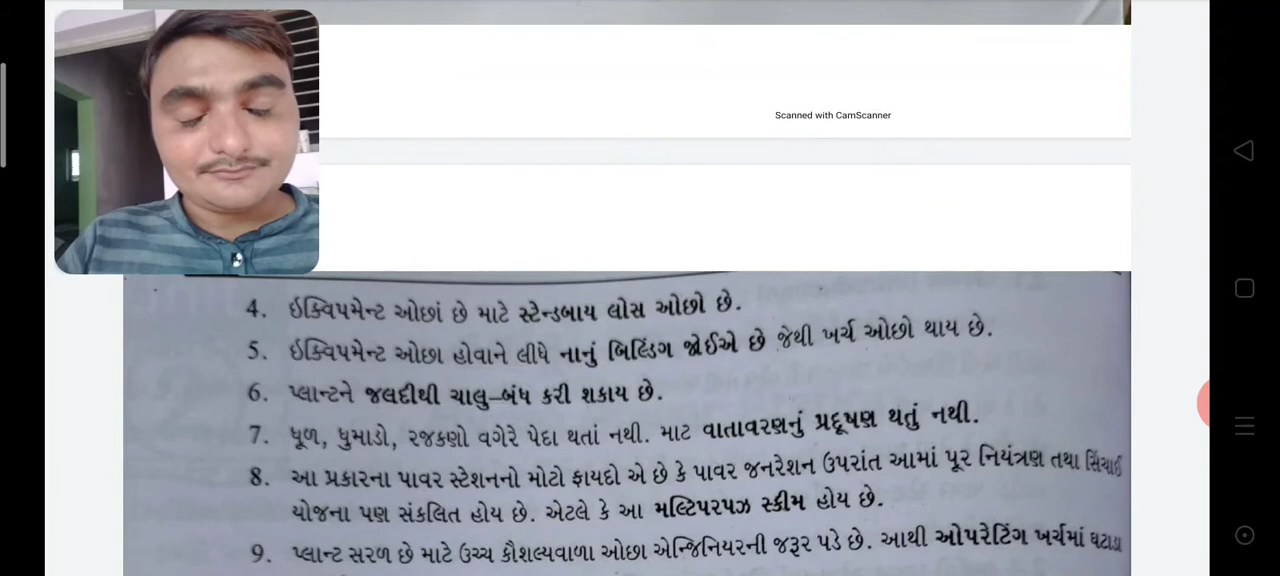 Scanned with CamScanner
4. ઇક્વિપમેન્ટ ઓછાં છે માટે સ્ટેન્ડબાય લોસ ઓછો છે.
5. ઇક્વિપમેન્ટ ઓછા હોવાને લીધે નાનું બિલ્ડિંગ જોઈએ છે જેથી ખર્ચ ઓછો થાય છે.
6. પ્લાન્ટને જલદીથી ચાલુ–બંધ કરી શકાય છે.
7. ધૂળ, ધુમાડો, રજકણો વગેરે પેદા થતાં નથી. માટ વાતાવરણનું પ્રદૂષણ થતું નથી.
8. આ પ્રકારના પાવર સ્ટેશનનો મોટો ફાયદો એ છે કે પાવર જનરેશન ઉપરાંત આમાં પૂર નિયંત્રણ તથા સિંચાઈ
યોજના પણ સંકલિત હોય છે. એટલે કે આ મલ્ટિપરપઝ સ્કીમ હોય છે.
9. પ્લાન્ટ સરળ છે માટે ઉચ્ચ કૌશલ્યવાળા ઓછા એન્જિનિયરની જરૂર પડે છે. આથી ઓપરેટિંગ ખર્ચમાં ઘટાડા